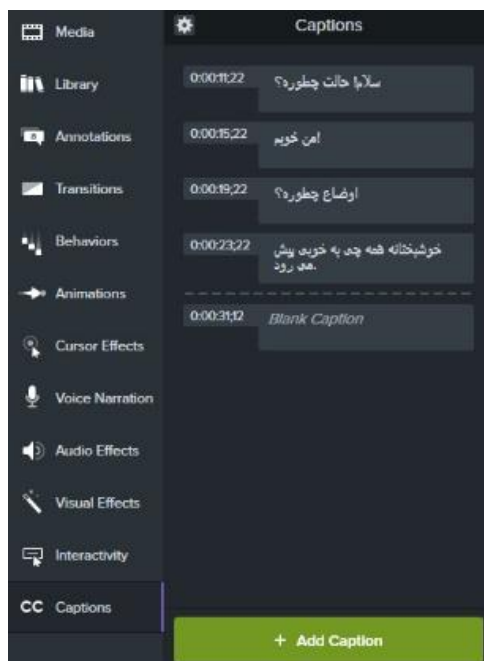 Media
Library
Annotations
Transitions
Behaviors
Animations
Cursor Effects
Voice Narration
Audio Effects
Visual Effects
Interactivity
CC Captions
Captions
0:00:11;22
سلام! حالت چطوره؟
0:00:15;22
امن خوبم
0:00:19;22
اوضاع چطوره؟
0:00:23;22
خوشبختانه همه چی به خوبی پیش
می رود.
0:00:31;12
Blank Caption
+ Add Caption